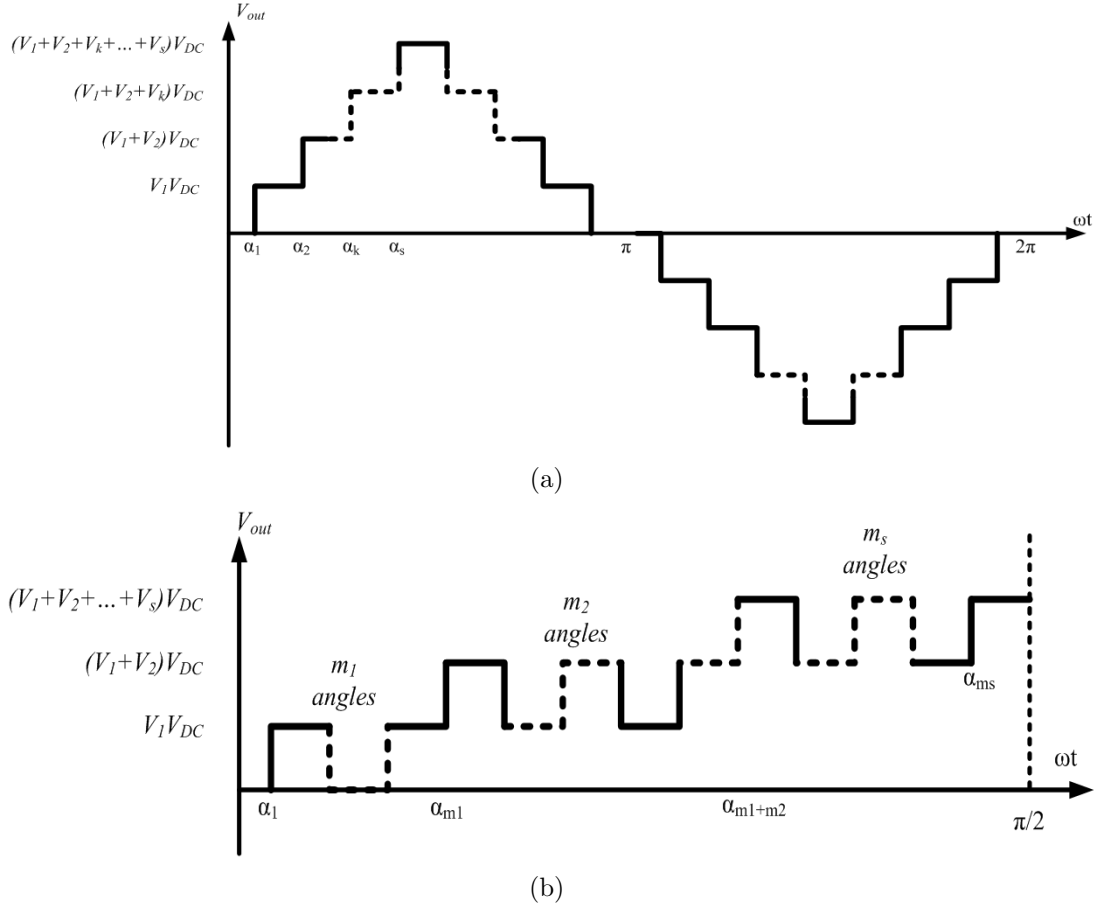 V_out
(V_1+V_2+V_k+...+V_s)V_DC
(V_1+V_2+V_k)V_DC
(V_1+V_2)V_DC
V_1V_DC
ωt
α_1 α_2 α_k α_s π 2π
(a)
V_out
m_s
angles
(V_1+V_2+...+V_s)V_DC
m_2
angles
(V_1+V_2)V_DC
m_1
angles
α_ms
V_1V_DC
ωt
α_1 α_m1 α_m1+m2 π/2
(b)